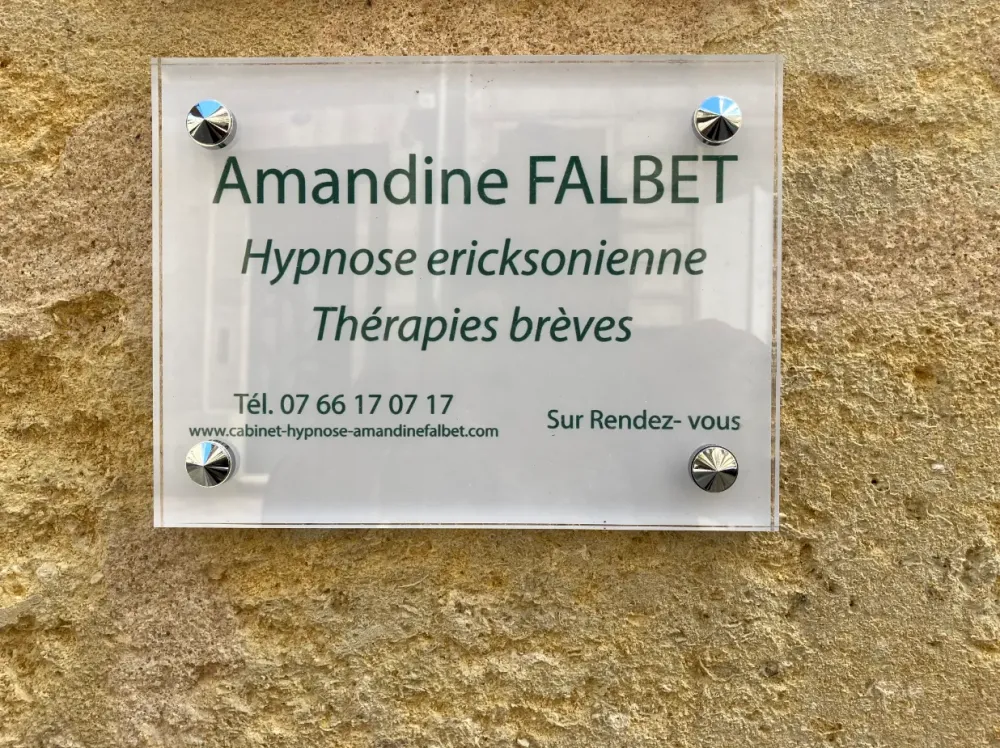 Amandine FALBET
Hypnose ericksonienne
Thérapies brèves
Tél. 07 66 17 07 17
www.cabinet-hypnose-amandinefalbet.com
Sur Rendez- vous